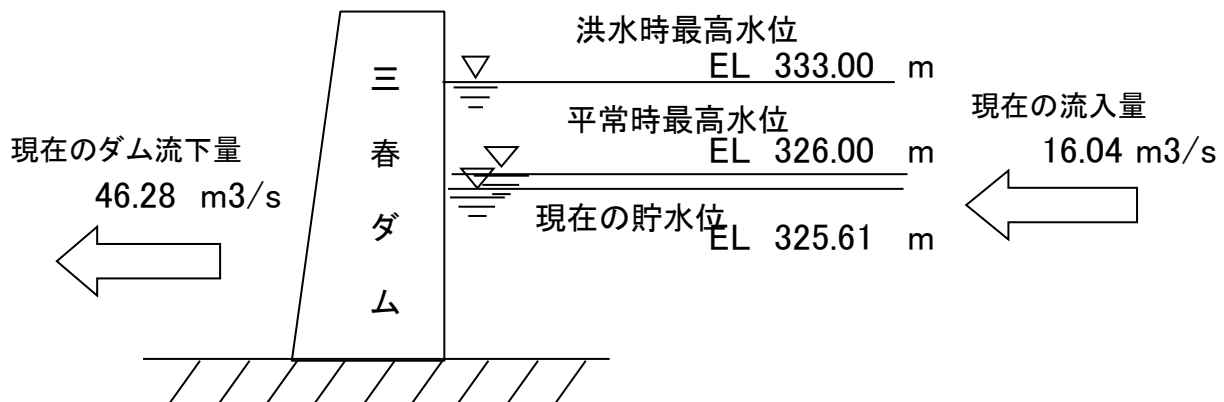 洪水時最高水位
EL 333.00 m
平常時最高水位
EL 326.00 m
現在の貯水位
EL 325.61 m
現在の流入量
16.04 m3/s
現在のダム流下量
46.28 m3/s
三
春
ダ
ム